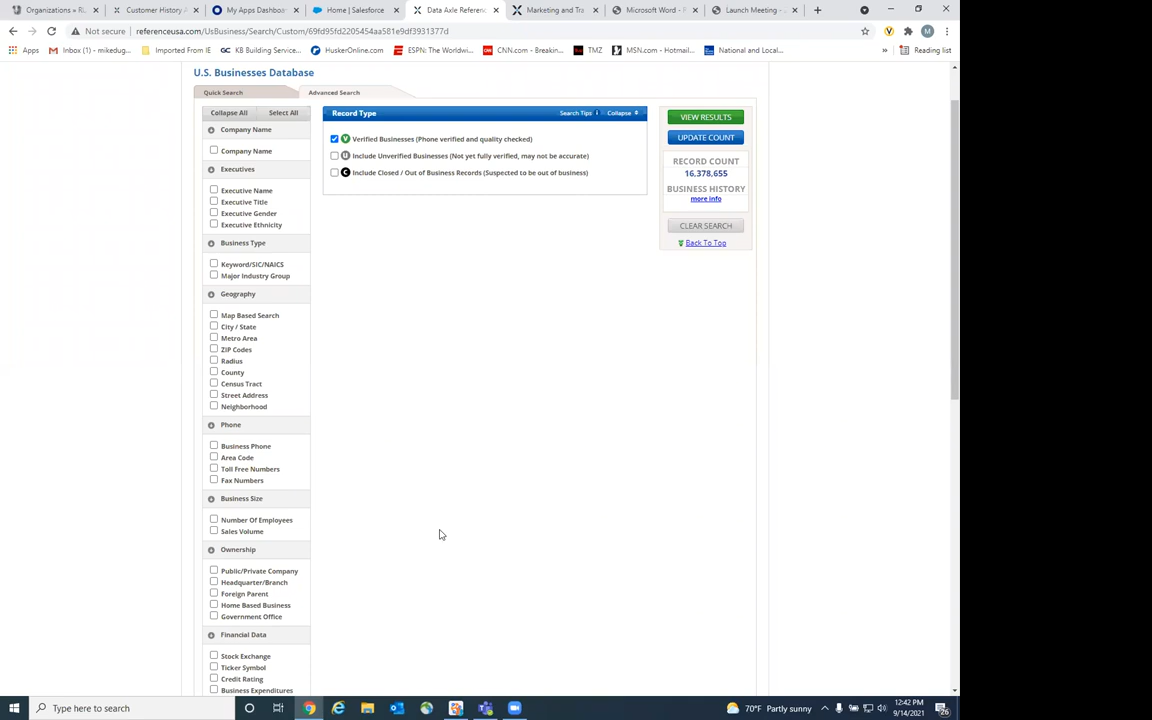 Organizations » R
Customer History
My Apps Dashbo
Home | Salesforce
Data Axle Referen
Marketing and Tra
Microsoft Word - R
Launch Meeting -
Not secure referenceusa.com/UsBusiness/Search/Custom/69fd95fd2205454aa581e9df3931377d
Apps
Inbox (1) - mikedug...
Imported From IE
KB Building Service...
HuskerOnline.com
ESPN: The Worldwi...
CNN.com - Breakin...
TMZ
MSN.com - Hotmail...
National and Local...
Reading list
U.S. Businesses Database
Quick Search
Advanced Search
Collapse All Select All
Company Name
Company Name
Executives
Executive Name
Executive Title
Executive Gender
Executive Ethnicity
Business Type
Keyword/SIC/NAICS
Major Industry Group
Geography
Map Based Search
City / State
Metro Area
ZIP Codes
Radius
County
Census Tract
Street Address
Neighborhood
Phone
Business Phone
Area Code
Toll Free Numbers
Fax Numbers
Business Size
Number Of Employees
Sales Volume
Ownership
Public/Private Company
Headquarter/Branch
Foreign Parent
Home Based Business
Government Office
Financial Data
Stock Exchange
Ticker Symbol
Credit Rating
Business Expenditures
Record Type Search Tips Collapse
V Verified Businesses (Phone verified and quality checked)
U Include Unverified Businesses (Not yet fully verified, may not be accurate)
C Include Closed / Out of Business Records (Suspected to be out of business)
VIEW RESULTS
UPDATE COUNT
RECORD COUNT
16,378,655
BUSINESS HISTORY
more info
CLEAR SEARCH
Back To Top
Type here to search
70°F Partly sunny
12:42 PM
9/14/2021